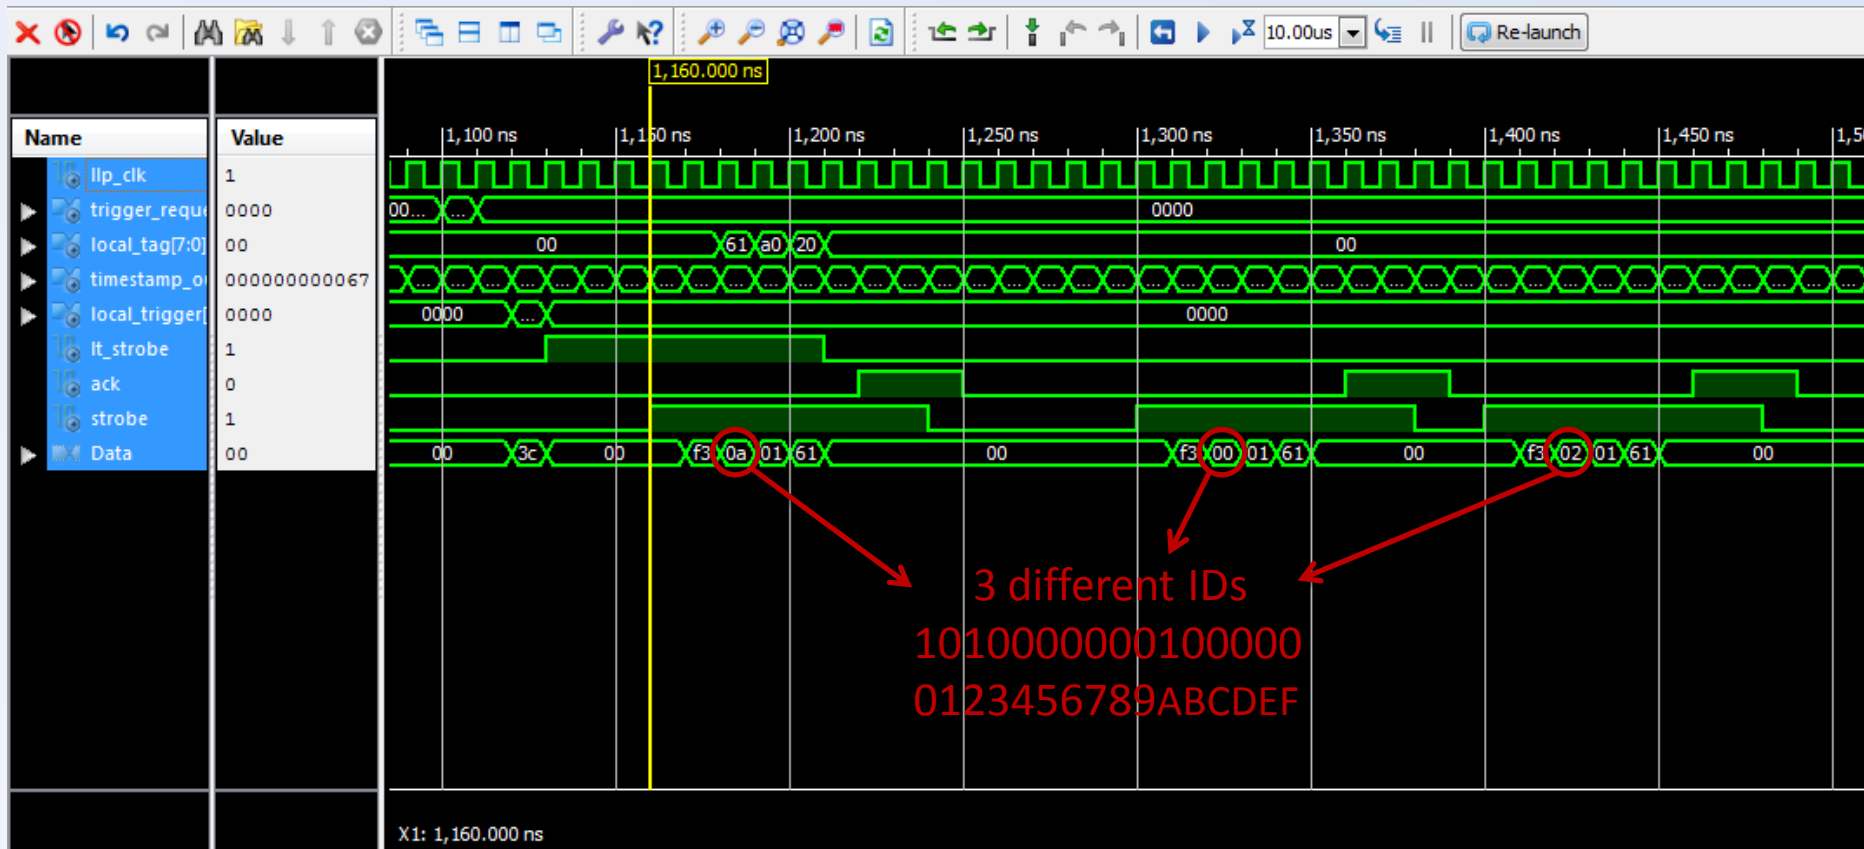 10.00us Re-launch
1,160.000 ns
Name Value
1,100 ns 1,150 ns 1,200 ns 1,250 ns 1,300 ns 1,350 ns 1,400 ns 1,450 ns 1,5
llp_clk 1
trigger_reque 0000 00... ... 0000
local_tag[7:0] 00 00 61 a0 20 00
timestamp_o 000000000067 ... ... ... ... ... ... ... ... ... ... ... ... ... ... ... ... ... ... ... ... ... ... ... ... ... ... ... ... ... ... ... ... ... ... ... ... ... ... ... ... ...
local_trigger[ 0000 0000 ... 0000
lt_strobe 1
ack 0
strobe 1
Data 00 00 3c 00 f3 0a 01 61 00 f3 00 01 61 00 f3 02 01 61 00
3 different IDs
1010000000100000
0123456789ABCDEF
X1: 1,160.000 ns